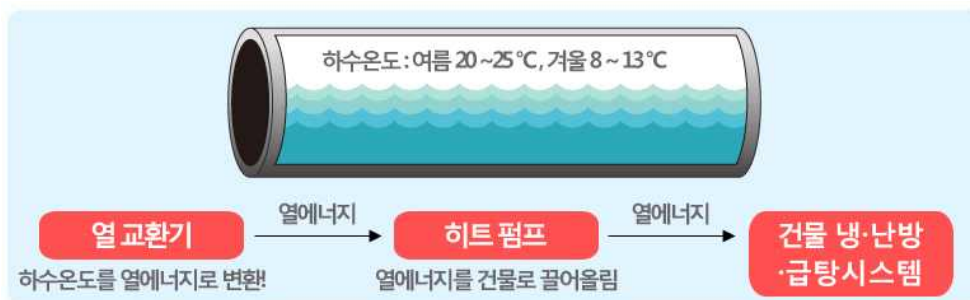 하수온도 : 여름 20 ~25 ℃, 겨울 8 ~ 13 ℃
열에너지
열에너지
열 교환기
히트 펌프
건물 냉·난방
·급탕시스템
하수온도를 열에너지로 변환!
열에너지를 건물로 끌어올림